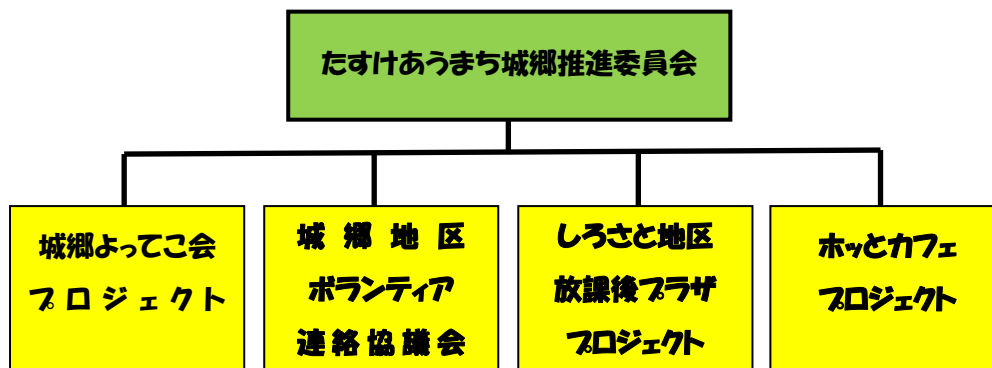 たすけあうまち城郷推進委員会
城郷よってこ会
プロジェクト
城郷地区
ボランティア
連絡協議会
しろさと地区
放課後プラザ
プロジェクト
ホッとカフェ
プロジェクト